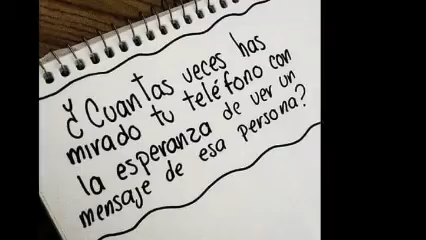 ¿Cuantas veces has
mirado tu teléfono con
la esperanza de ver un
mensaje de esa persona?